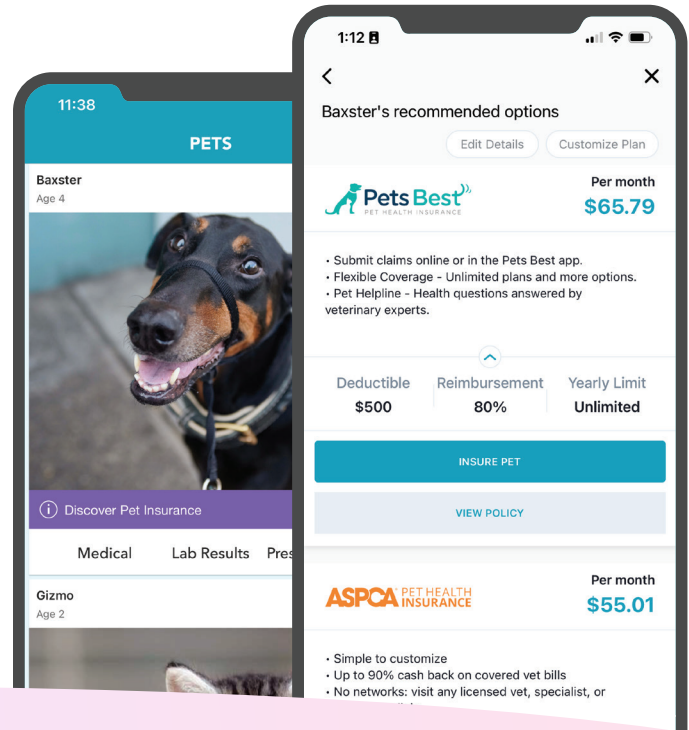 11:38
PETS
Baxster
Age 4
Discover Pet Insurance
Medical Lab Results
Gizmo
Age 2
1:12
Baxster's recommended options
Edit Details Customize Plan
Pets Best
PET HEALTH INSURANCE
Per month
$65.79
• Submit claims online or in the Pets Best app.
• Flexible Coverage - Unlimited plans and more options.
• Pet Helpline - Health questions answered by
veterinary experts.
Deductible Reimbursement Yearly Limit
$500 80% Unlimited
INSURE PET
VIEW POLICY
ASPCA PET HEALTH
INSURANCE
Per month
$55.01
• Simple to customize
• Up to 90% cash back on covered vet bills
• No networks: visit any licensed vet, specialist, or